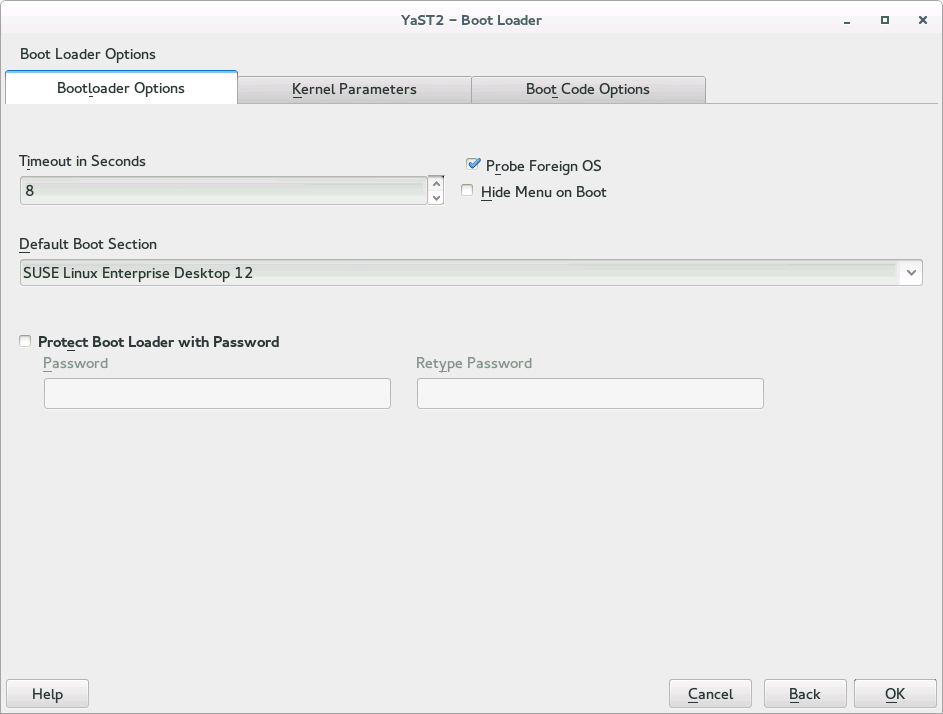 YaST2 - Boot Loader
Boot Loader Options
Bootloader Options Kernel Parameters Boot Code Options
Timeout in Seconds
Probe Foreign OS
8
Hide Menu on Boot
Default Boot Section
SUSE Linux Enterprise Desktop 12
Protect Boot Loader with Password
Password Retype Password
Help Cancel Back OK